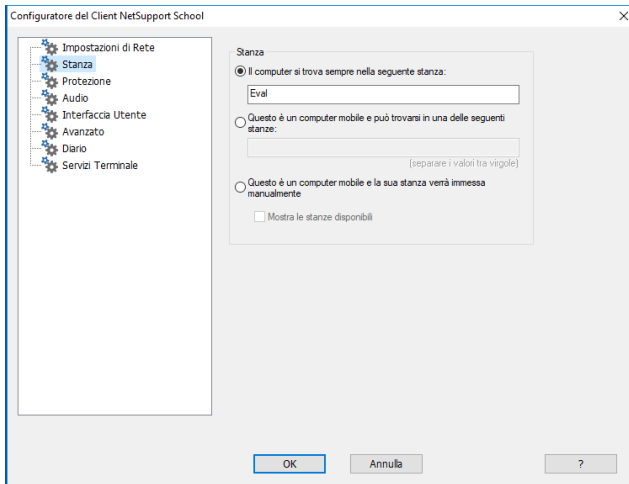 Configuratore del Client NetSupport School
Impostazioni di Rete
Stanza
Protezione
Audio
Interfaccia Utente
Avanzato
Diario
Servizi Terminale
Stanza
Il computer si trova sempre nella seguente stanza:
Eval
Questo è un computer mobile e può trovarsi in una delle seguenti
stanze:
[separare i valori tra virgole]
Questo è un computer mobile e la sua stanza verrà immessa
manualmente
Mostra le stanze disponibili
OK
Annulla
?